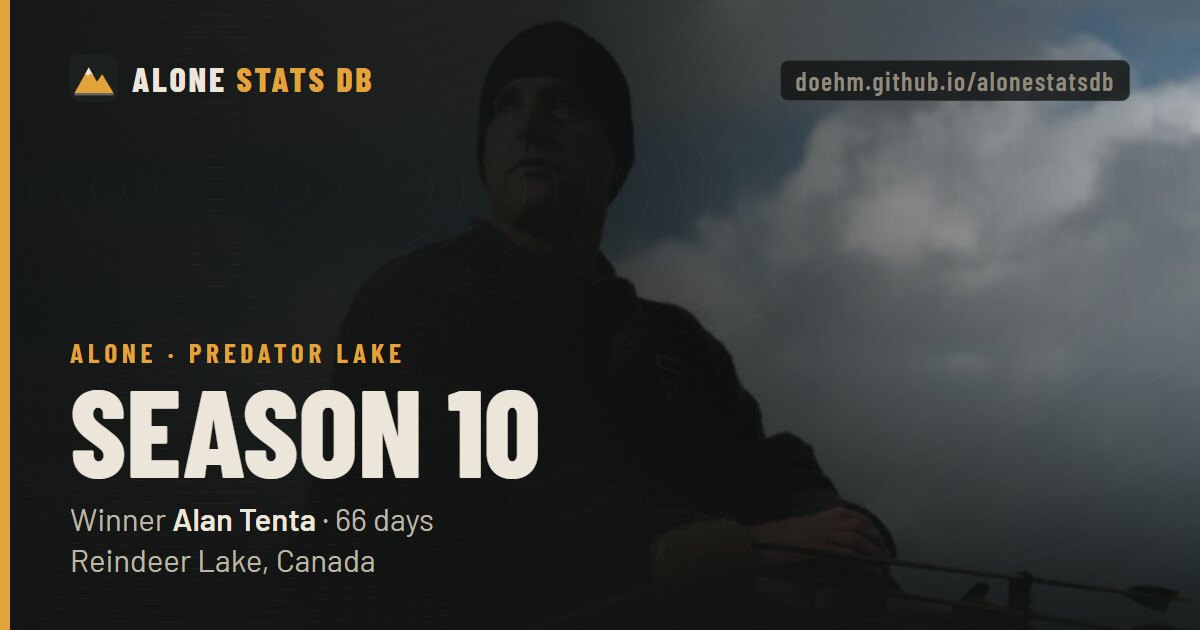 ALONE STATS DB
doehm.github.io/alonestatsdb
ALONE · PREDATOR LAKE
SEASON 10
Winner Alan Tenta · 66 days
Reindeer Lake, Canada